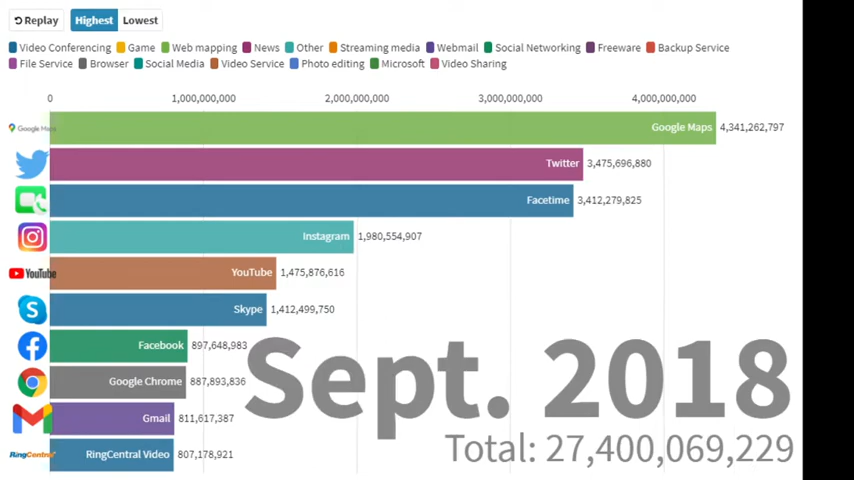 Replay Highest Lowest
Video Conferencing Game Web mapping News Other Streaming media Webmail Social Networking Freeware Backup Service
File Service Browser Social Media Video Service Photo editing Microsoft Video Sharing
0 1,000,000,000 2,000,000,000 3,000,000,000 4,000,000,000
Google Maps Google Maps 4,341,262,797
Twitter 3,475,696,880
Facetime 3,412,279,825
Instagram 1,980,554,907
YouTube YouTube 1,475,876,616
Skype 1,412,499,750
Facebook 897,648,983
Google Chrome 887,893,836
Gmail 811,617,387
RingCentral RingCentral Video 807,178,921
Sept. 2018
Total: 27,400,069,229